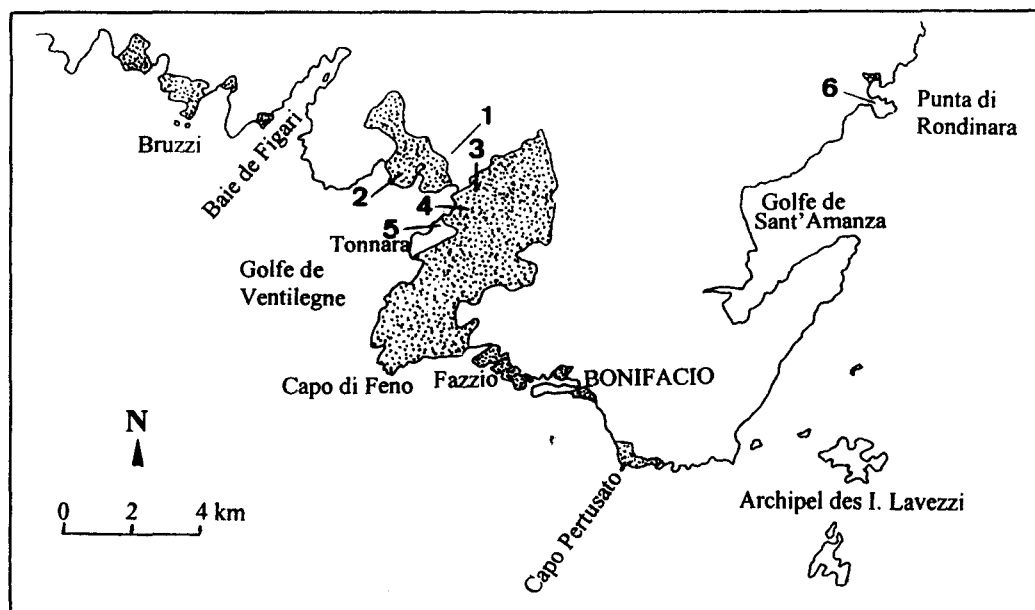 1
6
Punta di
Rondinara
Bruzzi
Baie de Figari
3
2
4
5
Tonnara
Golfe de
Sant'Amanza
Golfe de
Ventilegne
Capo di Feno
Fazzio
BONIFACIO
N
0 2 4 km
Capo Pertusato
Archipel des I. Lavezzi